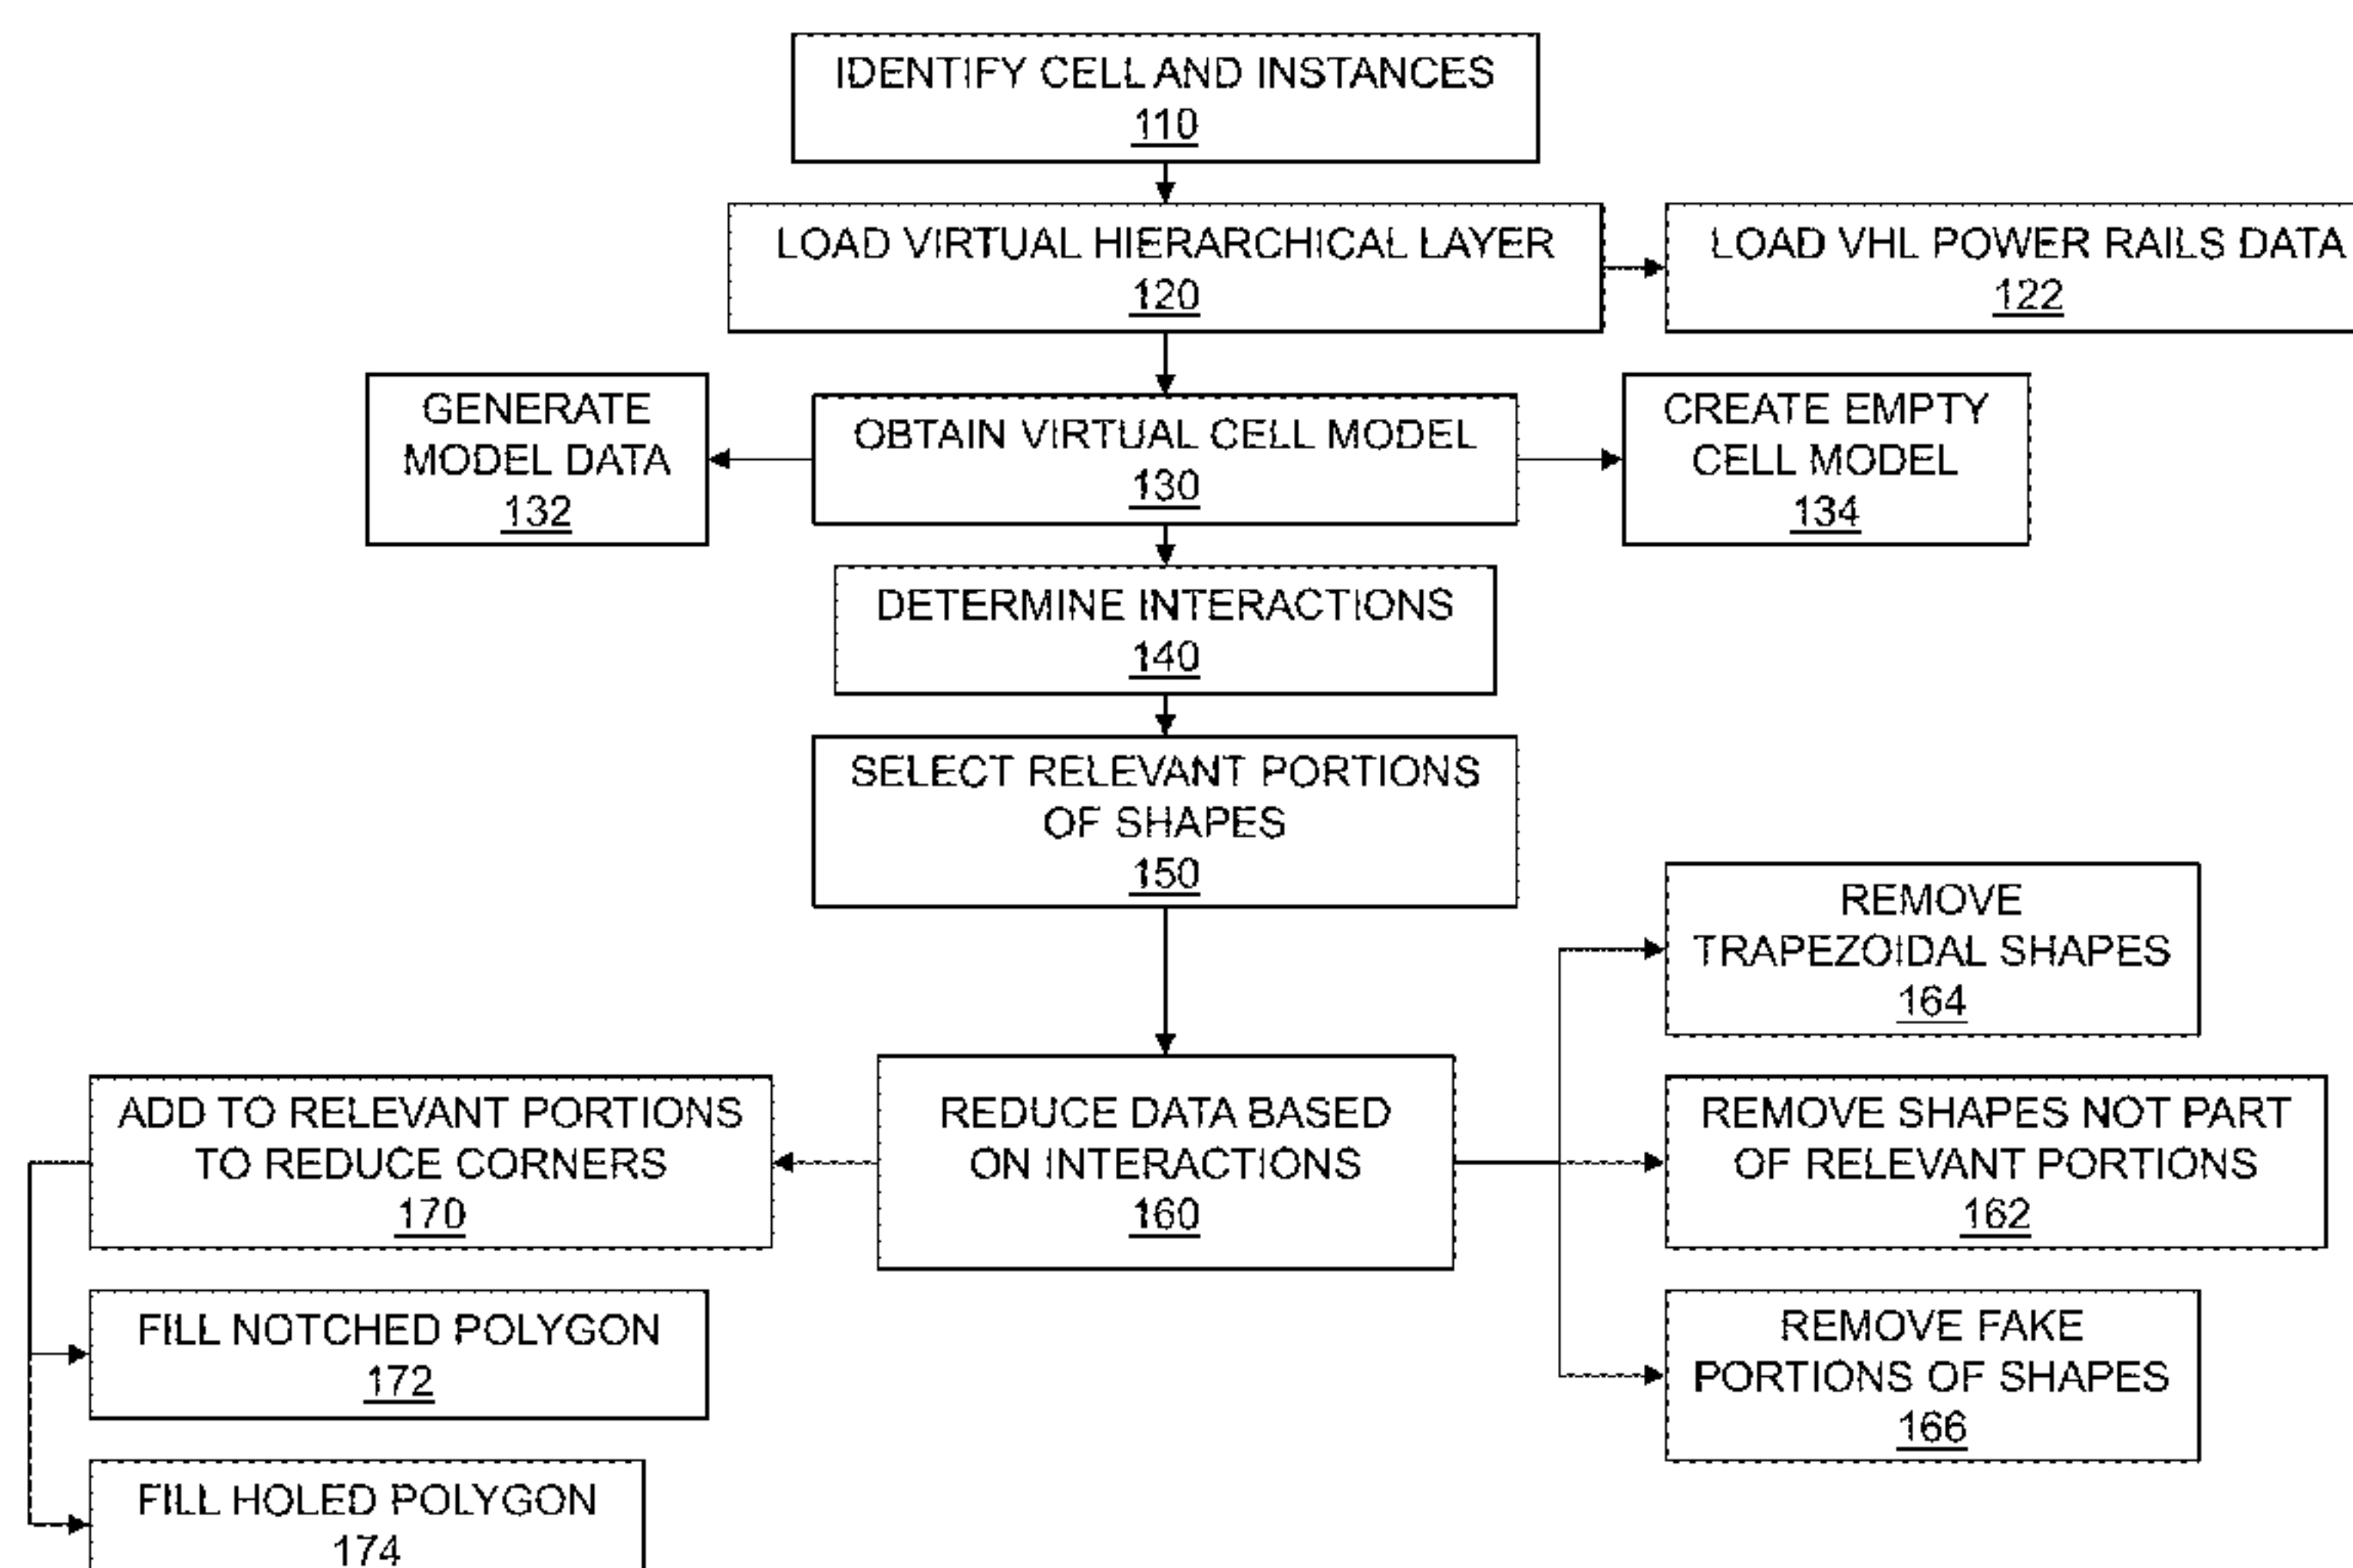 IDENTIFY CELL AND INSTANCES
110
LOAD VIRTUAL HIERARCHICAL LAYER
120
LOAD VHL POWER RAILS DATA
122
GENERATE
MODEL DATA
132
OBTAIN VIRTUAL CELL MODEL
130
CREATE EMPTY
CELL MODEL
134
DETERMINE INTERACTIONS
140
SELECT RELEVANT PORTIONS
OF SHAPES
150
REMOVE
TRAPEZOIDAL SHAPES
164
ADD TO RELEVANT PORTIONS
TO REDUCE CORNERS
170
REDUCE DATA BASED
ON INTERACTIONS
160
REMOVE SHAPES NOT PART
OF RELEVANT PORTIONS
162
FILL NOTCHED POLYGON
172
REMOVE FAKE
PORTIONS OF SHAPES
166
FILL HOLED POLYGON
174